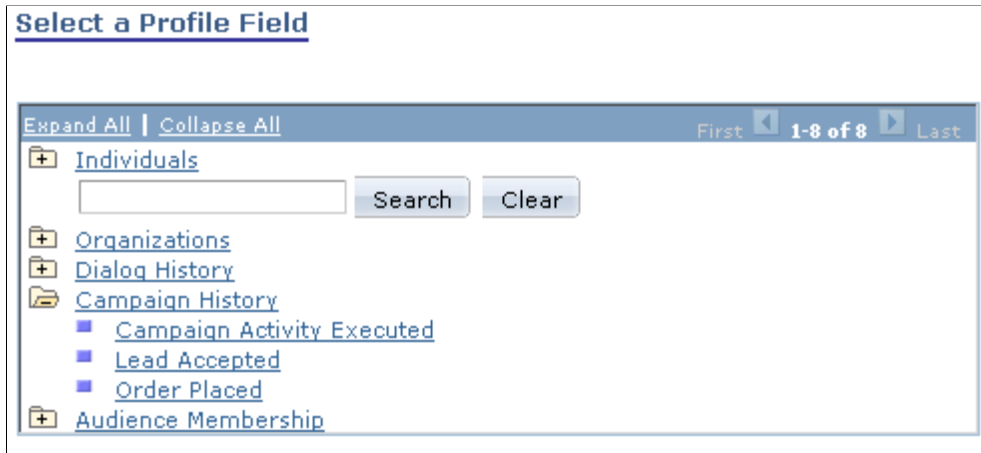 Select a Profile Field
Expand All | Collapse All First 1-8 of 8 Last
Individuals
Search Clear
Organizations
Dialog History
Campaign History
Campaign Activity Executed
Lead Accepted
Order Placed
Audience Membership